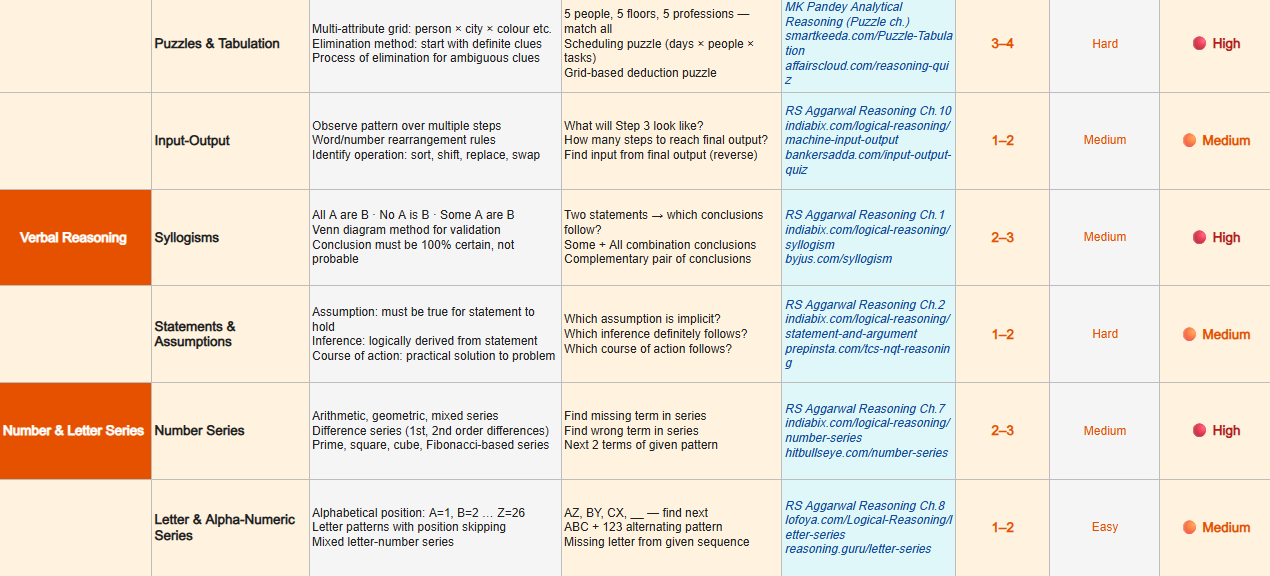 Puzzles & Tabulation
Multi-attribute grid: person × city × colour etc.
Elimination method: start with definite clues
Process of elimination for ambiguous clues
5 people, 5 floors, 5 professions —
match all
Scheduling puzzle (days × people ×
tasks)
Grid-based deduction puzzle
MK Pandey Analytical
Reasoning (Puzzle ch.)
smartkeeda.com/Puzzle-Tabula
tion
affairscloud.com/reasoning-qui
z
3–4
Hard
High
Input-Output
Observe pattern over multiple steps
Word/number rearrangement rules
Identify operation: sort, shift, replace, swap
What will Step 3 look like?
How many steps to reach final output?
Find input from final output (reverse)
RS Aggarwal Reasoning Ch.10
indiabix.com/logical-reasoning/
machine-input-output
bankersadda.com/input-output-
quiz
1–2
Medium
Medium
Verbal Reasoning
Syllogisms
All A are B · No A is B · Some A are B
Venn diagram method for validation
Conclusion must be 100% certain, not
probable
Two statements → which conclusions
follow?
Some + All combination conclusions
Complementary pair of conclusions
RS Aggarwal Reasoning Ch.1
indiabix.com/logical-reasoning/
syllogism
byjus.com/syllogism
2–3
Medium
High
Statements &
Assumptions
Assumption: must be true for statement to
hold
Inference: logically derived from statement
Course of action: practical solution to problem
Which assumption is implicit?
Which inference definitely follows?
Which course of action follows?
RS Aggarwal Reasoning Ch.2
indiabix.com/logical-reasoning/
statement-and-argument
prepinsta.com/tcs-nqt-reasonin
g
1–2
Hard
Medium
Number & Letter Series
Number Series
Arithmetic, geometric, mixed series
Difference series (1st, 2nd order differences)
Prime, square, cube, Fibonacci-based series
Find missing term in series
Find wrong term in series
Next 2 terms of given pattern
RS Aggarwal Reasoning Ch.7
indiabix.com/logical-reasoning/
number-series
hitbullseye.com/number-series
2–3
Medium
High
Letter & Alpha-Numeric
Series
Alphabetical position: A=1, B=2 … Z=26
Letter patterns with position skipping
Mixed letter-number series
AZ, BY, CX, __ — find next
ABC + 123 alternating pattern
Missing letter from given sequence
RS Aggarwal Reasoning Ch.8
lofoya.com/Logical-Reasoning/l
etter-series
reasoning.guru/letter-series
1–2
Easy
Medium